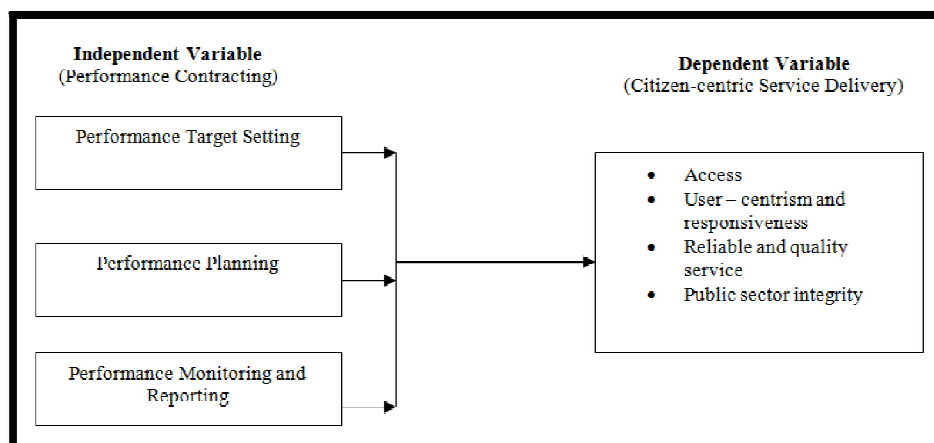 Independent Variable
(Performance Contracting)
Performance Target Setting
Performance Planning
Performance Monitoring and
Reporting
Dependent Variable
(Citizen-centric Service Delivery)
• Access
• User – centrism and
responsiveness
• Reliable and quality
service
• Public sector integrity